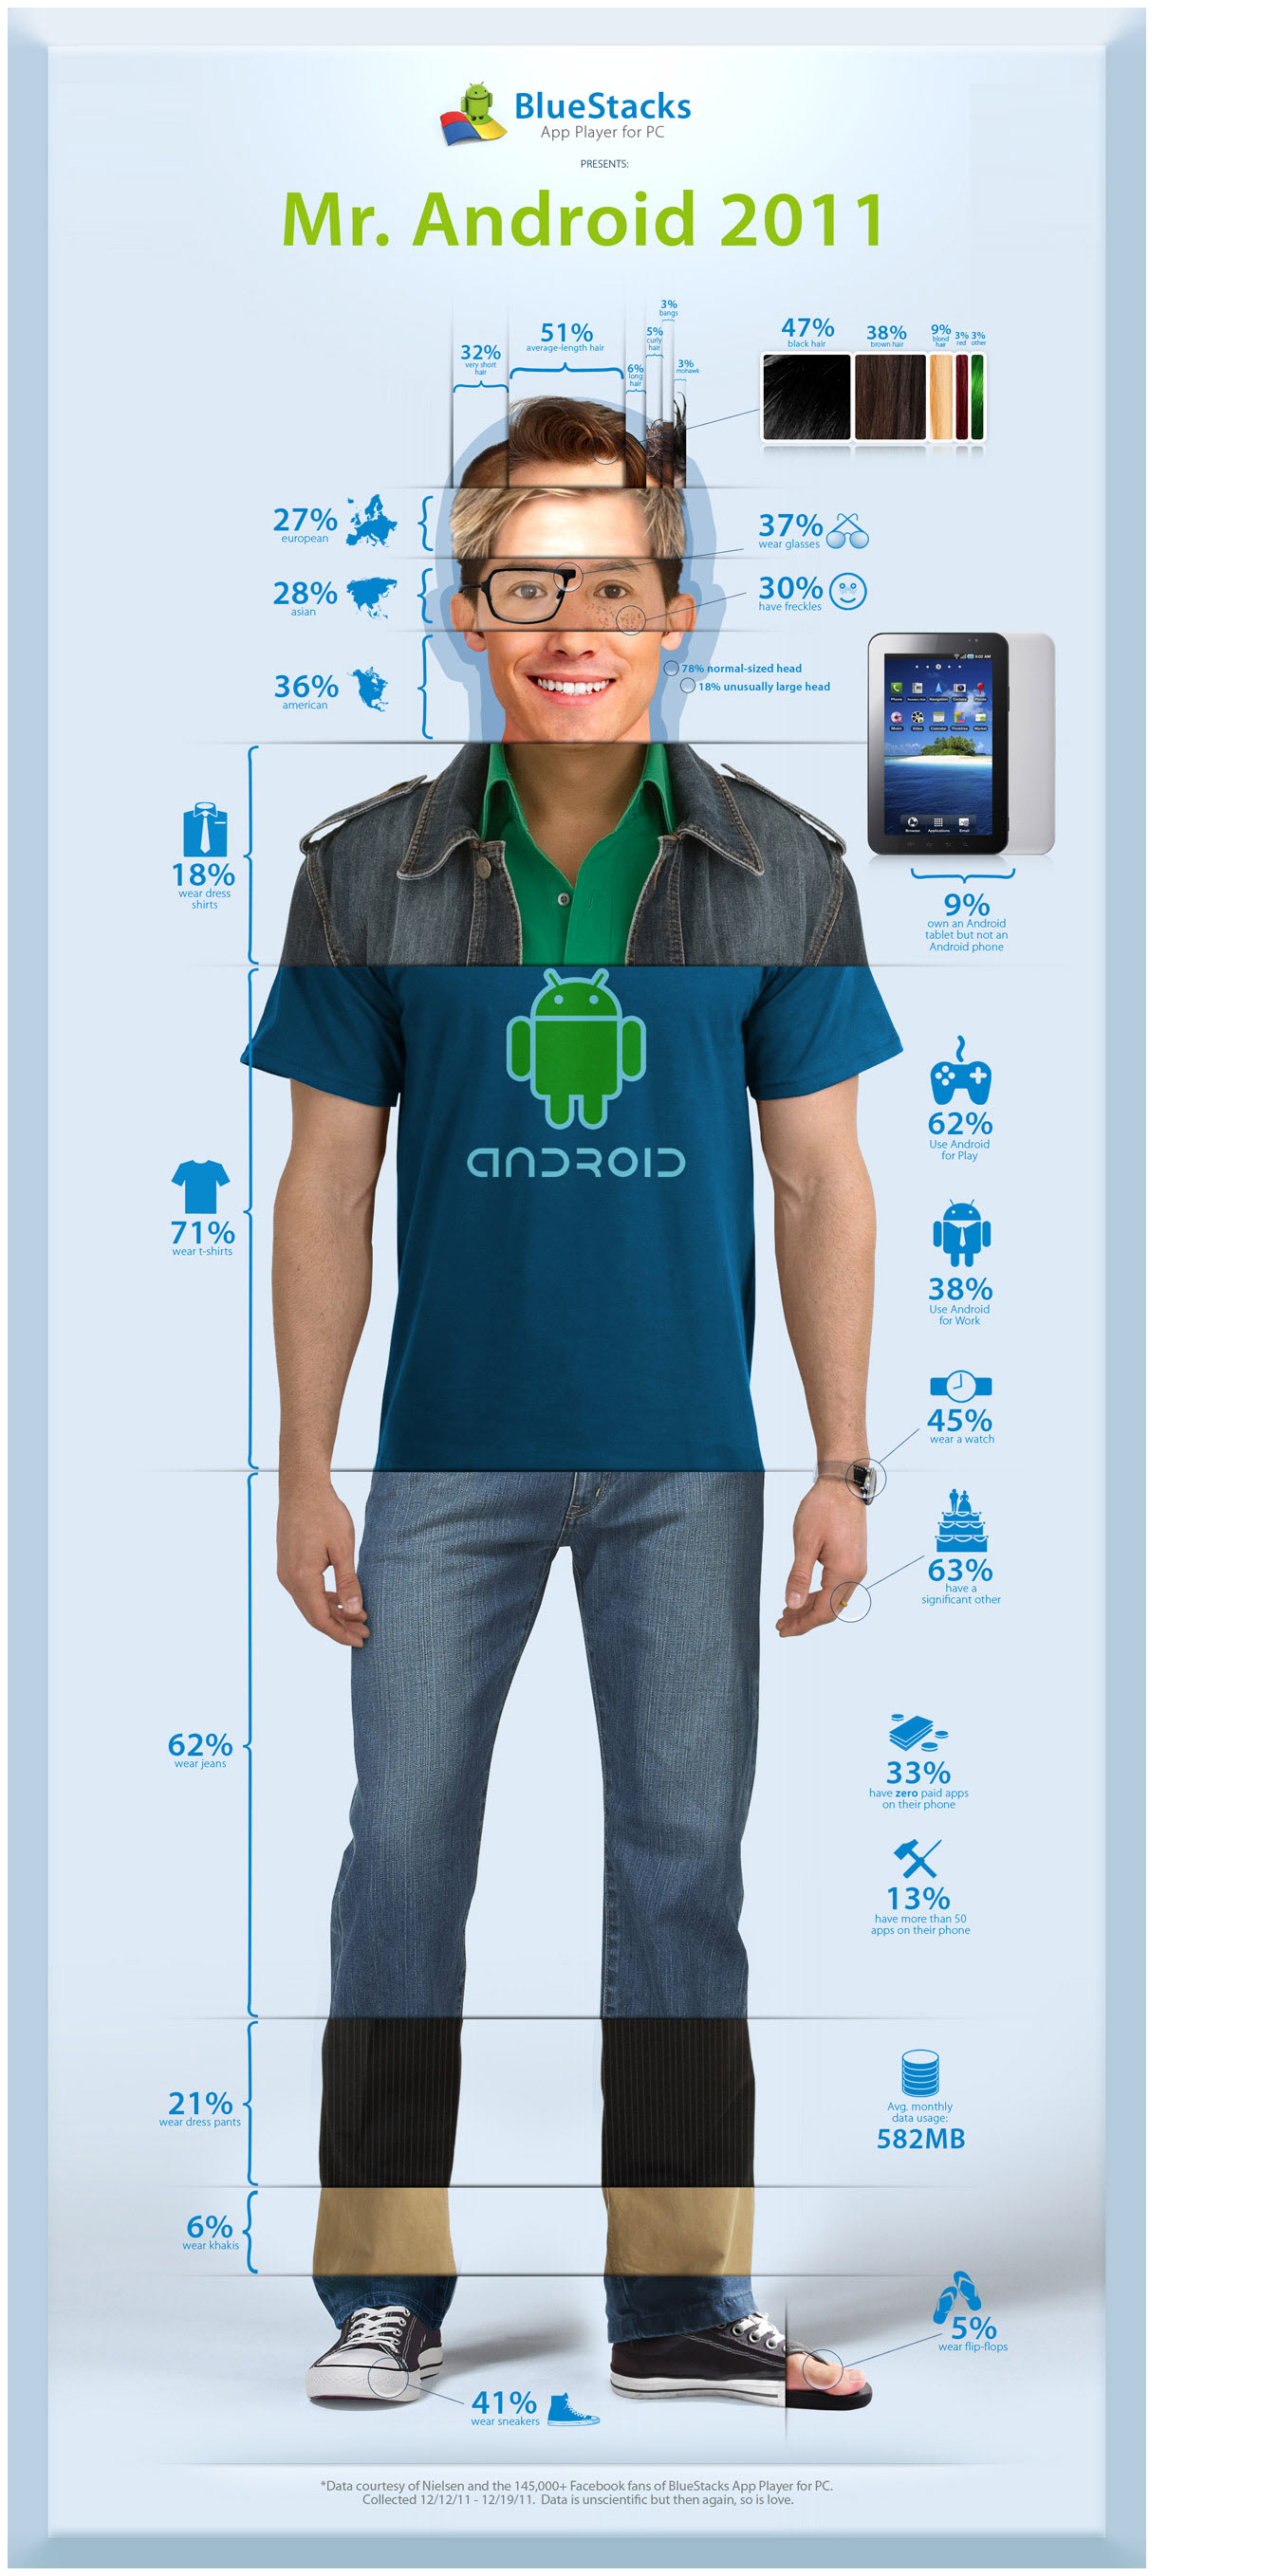 BlueStacks
App Player for PC
PRESENTS:
Mr. Android 2011
3%
bangs
51%
average-length hair
5%
curly
hair
32%
very short
hair
6%
long
hair
3%
mohawk
47%
black hair
38%
brown hair
9%
blond
hair
3%
red
3%
other
27%
european
37%
wear glasses
28%
asian
30%
have freckles
36%
american
78% normal-sized head
18% unusually large head
18%
wear dress
shirts
9%
own an Android
tablet but not an
Android phone
ANDROID
62%
Use Android
for Play
71%
wear t-shirts
38%
Use Android
for Work
45%
wear a watch
63%
have a
significant other
62%
wear jeans
33%
have zero paid apps
on their phone
13%
have more than 50
apps on their phone
21%
wear dress pants
Avg. monthly
data usage:
582MB
6%
wear khakis
5%
wear flip-flops
41%
wear sneakers
*Data courtesy of Nielsen and the 145,000+ Facebook fans of BlueStacks App Player for PC.
Collected 12/12/11 - 12/19/11. Data is unscientific but then again, so is love.